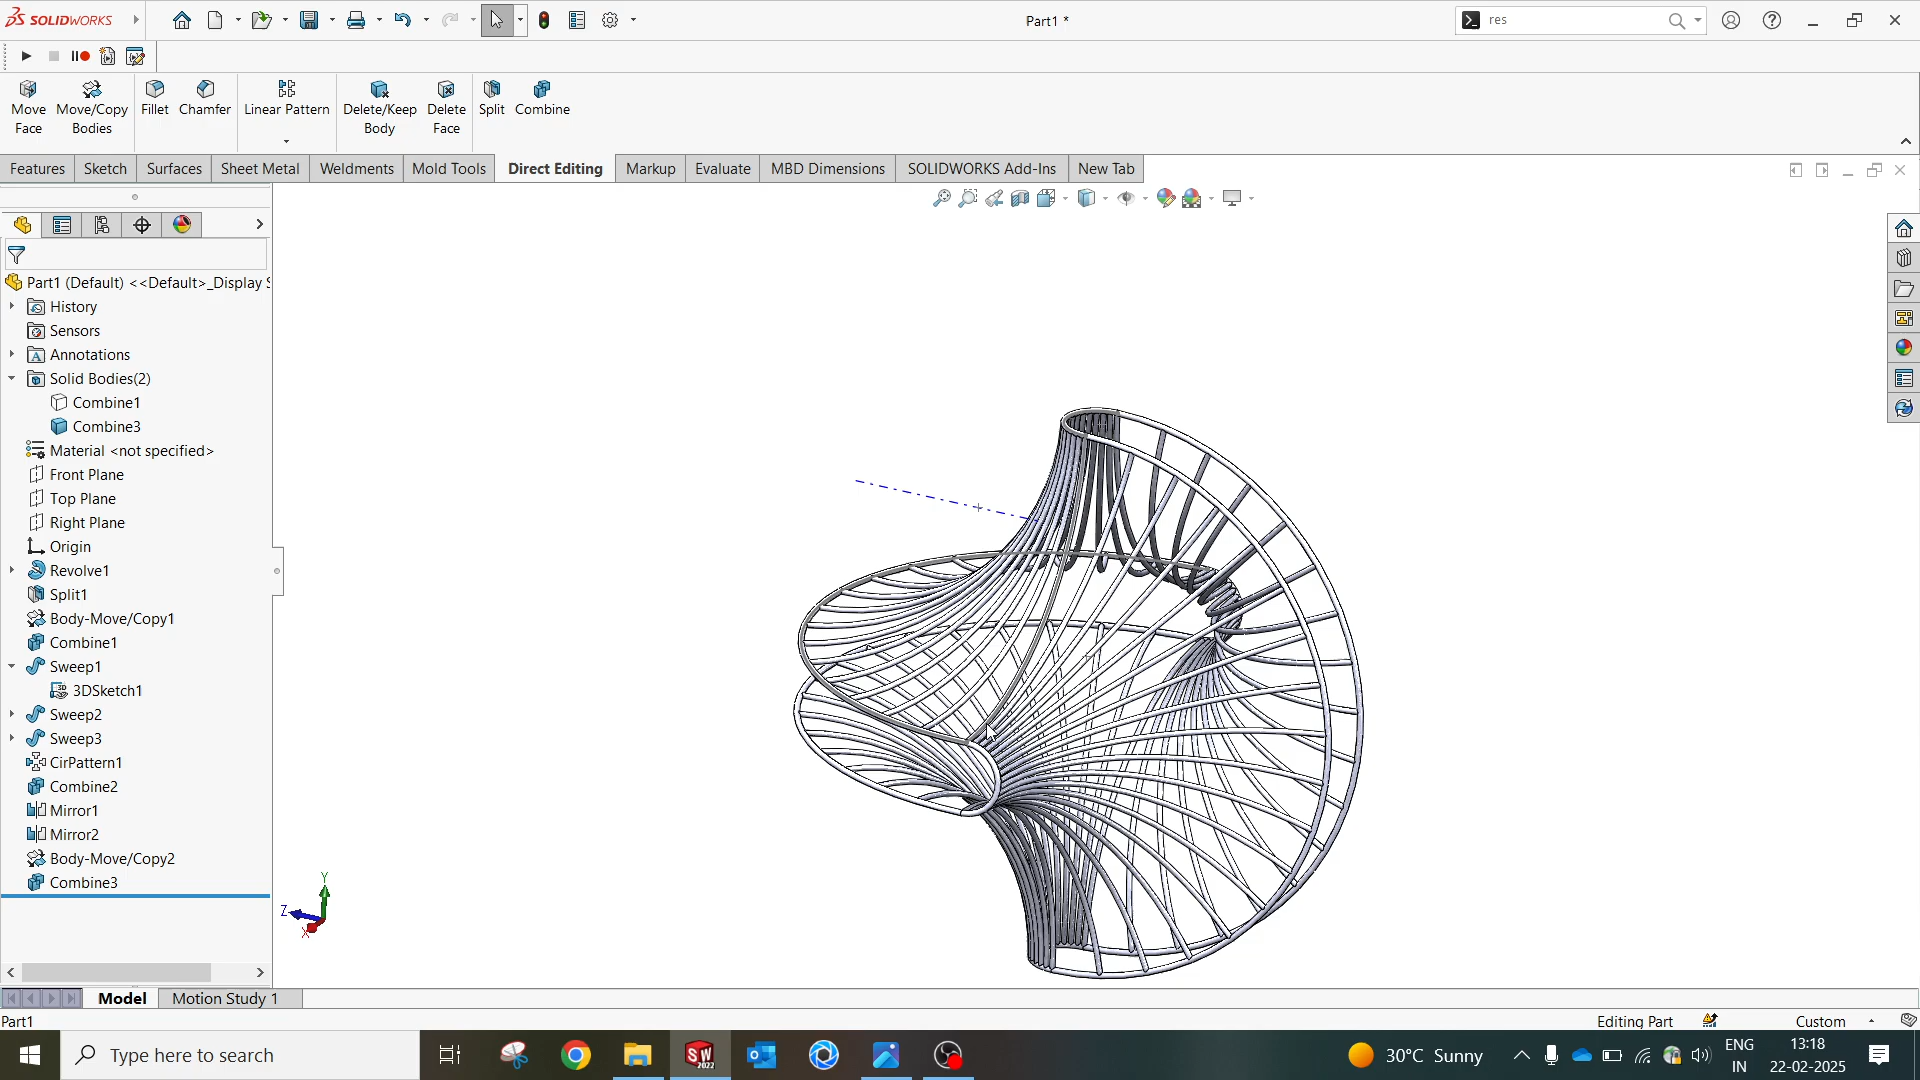 SOLIDWORKS
Part1 *
res
Move Face
Move/Copy Bodies
Fillet
Chamfer
Linear Pattern
Delete/Keep Body
Delete Face
Split
Combine
Features
Sketch
Surfaces
Sheet Metal
Weldments
Mold Tools
Direct Editing
Markup
Evaluate
MBD Dimensions
SOLIDWORKS Add-Ins
New Tab
Part1 (Default) <<Default>_Display S
History
Sensors
Annotations
Solid Bodies(2)
Combine1
Combine3
Material <not specified>
Front Plane
Top Plane
Right Plane
Origin
Revolve1
Split1
Body-Move/Copy1
Combine1
Sweep1
3DSketch1
Sweep2
Sweep3
CirPattern1
Combine2
Mirror1
Mirror2
Body-Move/Copy2
Combine3
Y
Z
X
Model
Motion Study 1
Part1
Editing Part
Custom
Type here to search
SW
2022
30°C Sunny
ENG
IN
13:18
22-02-2025